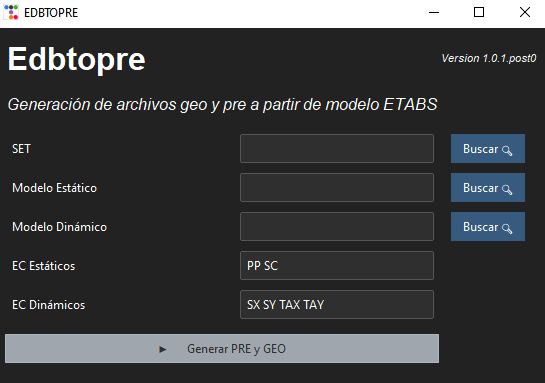 EDBTOPRE
Edbtopre
Version 1.0.1.post0
Generación de archivos geo y pre a partir de modelo ETABS
SET
Buscar
Modelo Estático
Buscar
Modelo Dinámico
Buscar
EC Estáticos
PP SC
EC Dinámicos
SX SY TAX TAY
Generar PRE y GEO